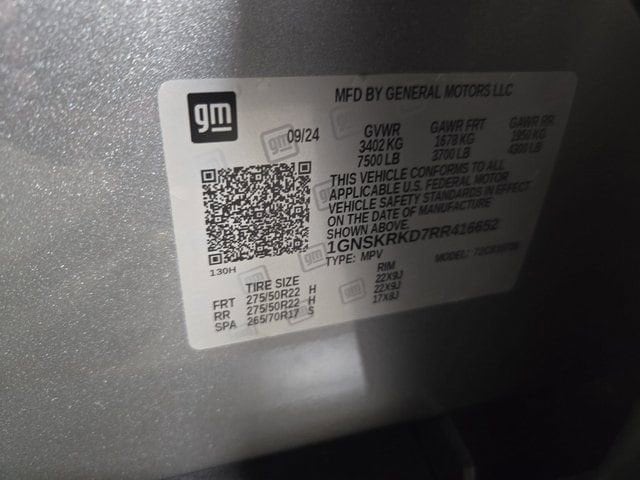 gm
MFD BY GENERAL MOTORS LLC
09/24
GVWR GAWR FRT GAWR RR
3402 KG 1678 KG 1950 KG
7500 LB 3700 LB 4300 LB
THIS VEHICLE CONFORMS TO ALL
APPLICABLE U.S. FEDERAL MOTOR
VEHICLE SAFETY STANDARDS IN EFFECT
ON THE DATE OF MANUFACTURE
SHOWN ABOVE.
1GNSKRKD7RR416652
TYPE: MPV MODEL:
130H
TIRE SIZE RIM
FRT 275/50R22 H 22X9J
RR 275/50R22 H 22X9J
SPA 265/70R17 S 17X8J